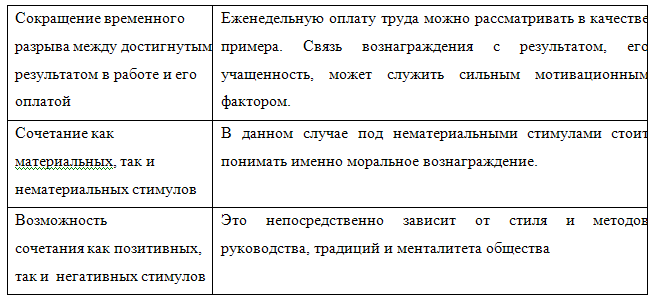 Сокращение временного
разрыва между достигнутым
результатом в работе и его
оплатой
Еженедельную оплату труда можно рассматривать в качестве
примера. Связь вознаграждения с результатом, его
учащенность, может служить сильным мотивационным
фактором.
Сочетание как
материальных, так и
нематериальных стимулов
В данном случае под нематериальными стимулами стоит
понимать именно моральное вознаграждение.
Возможность
сочетания как позитивных,
так и негативных стимулов
Это непосредственно зависит от стиля и методов
руководства, традиций и менталитета общества